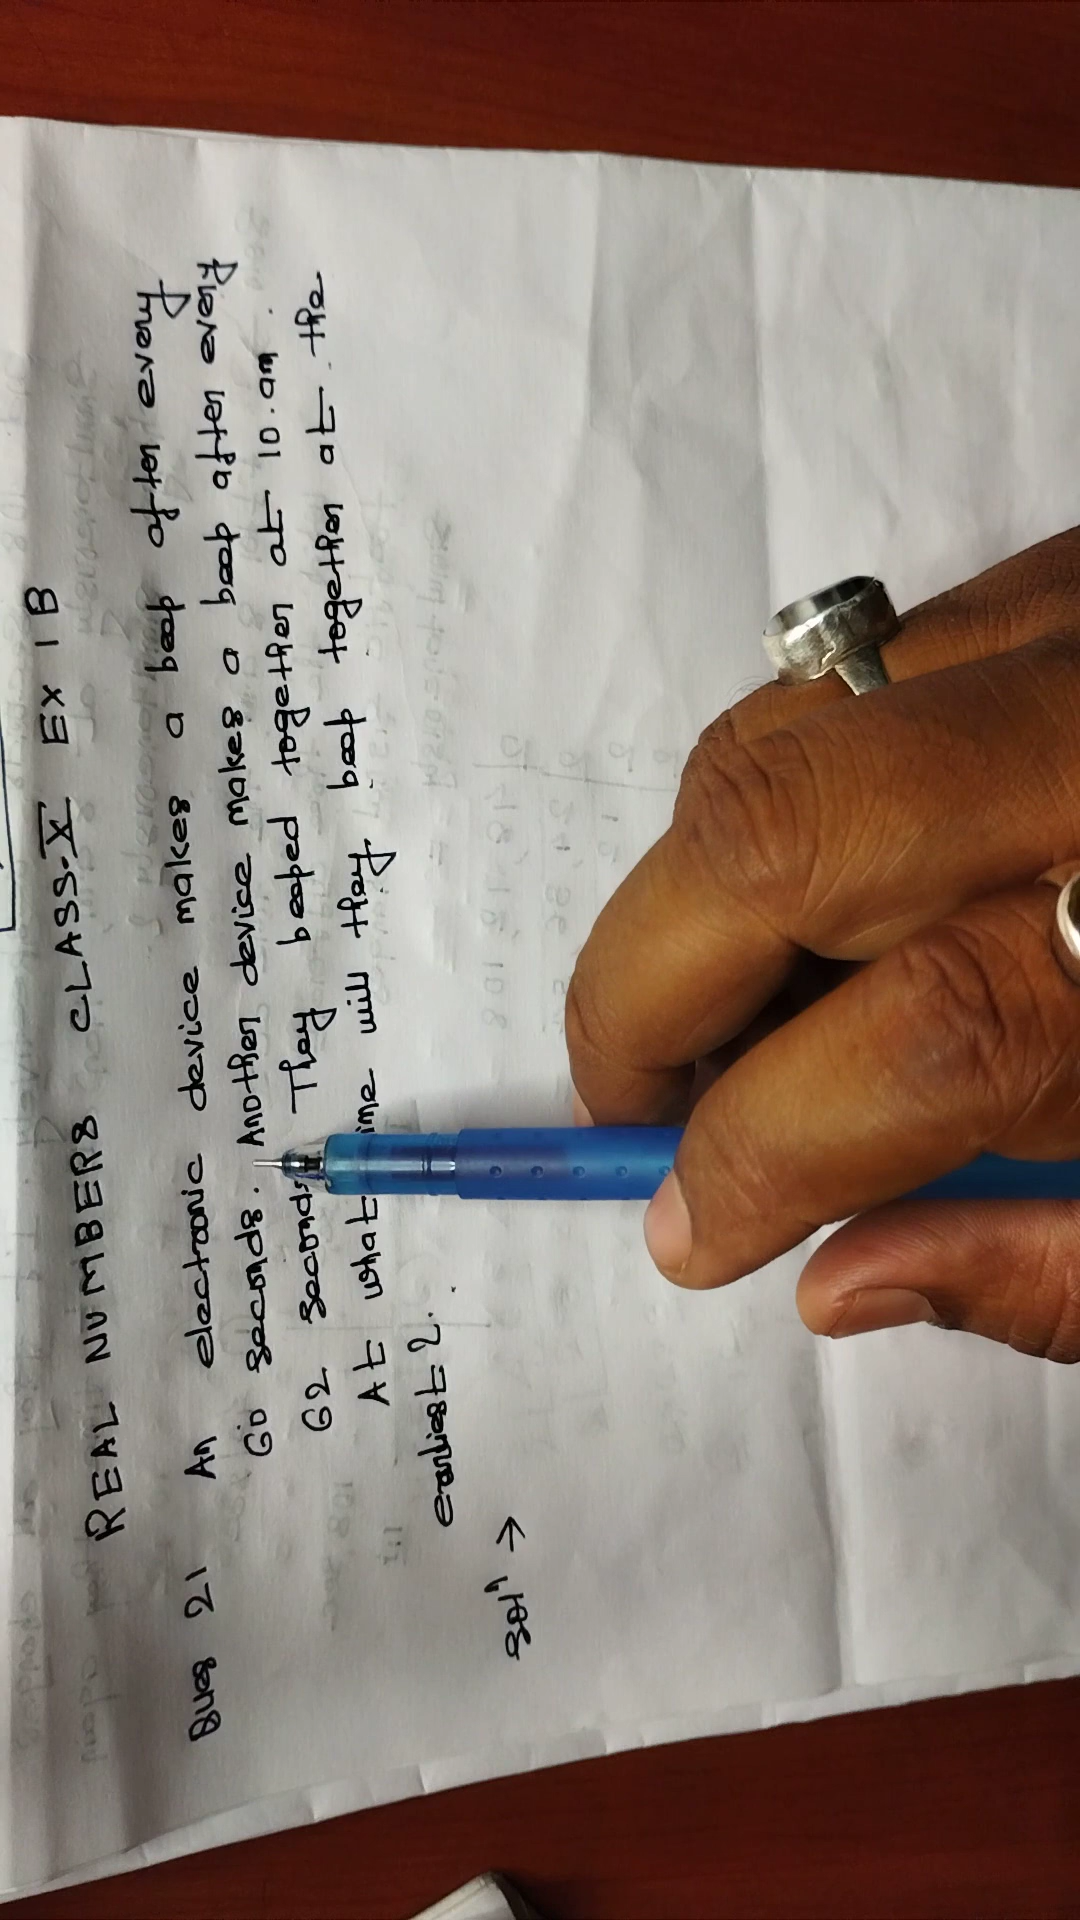 REAL NUMBERS CLASS-X EX 1B
Ques 21 An electronic device makes a beep after every
60 seconds. Another device makes a beep after every
62 seconds They beeped together at 10.am.
At what time will they beep together at the
earliest?
Solⁿ →